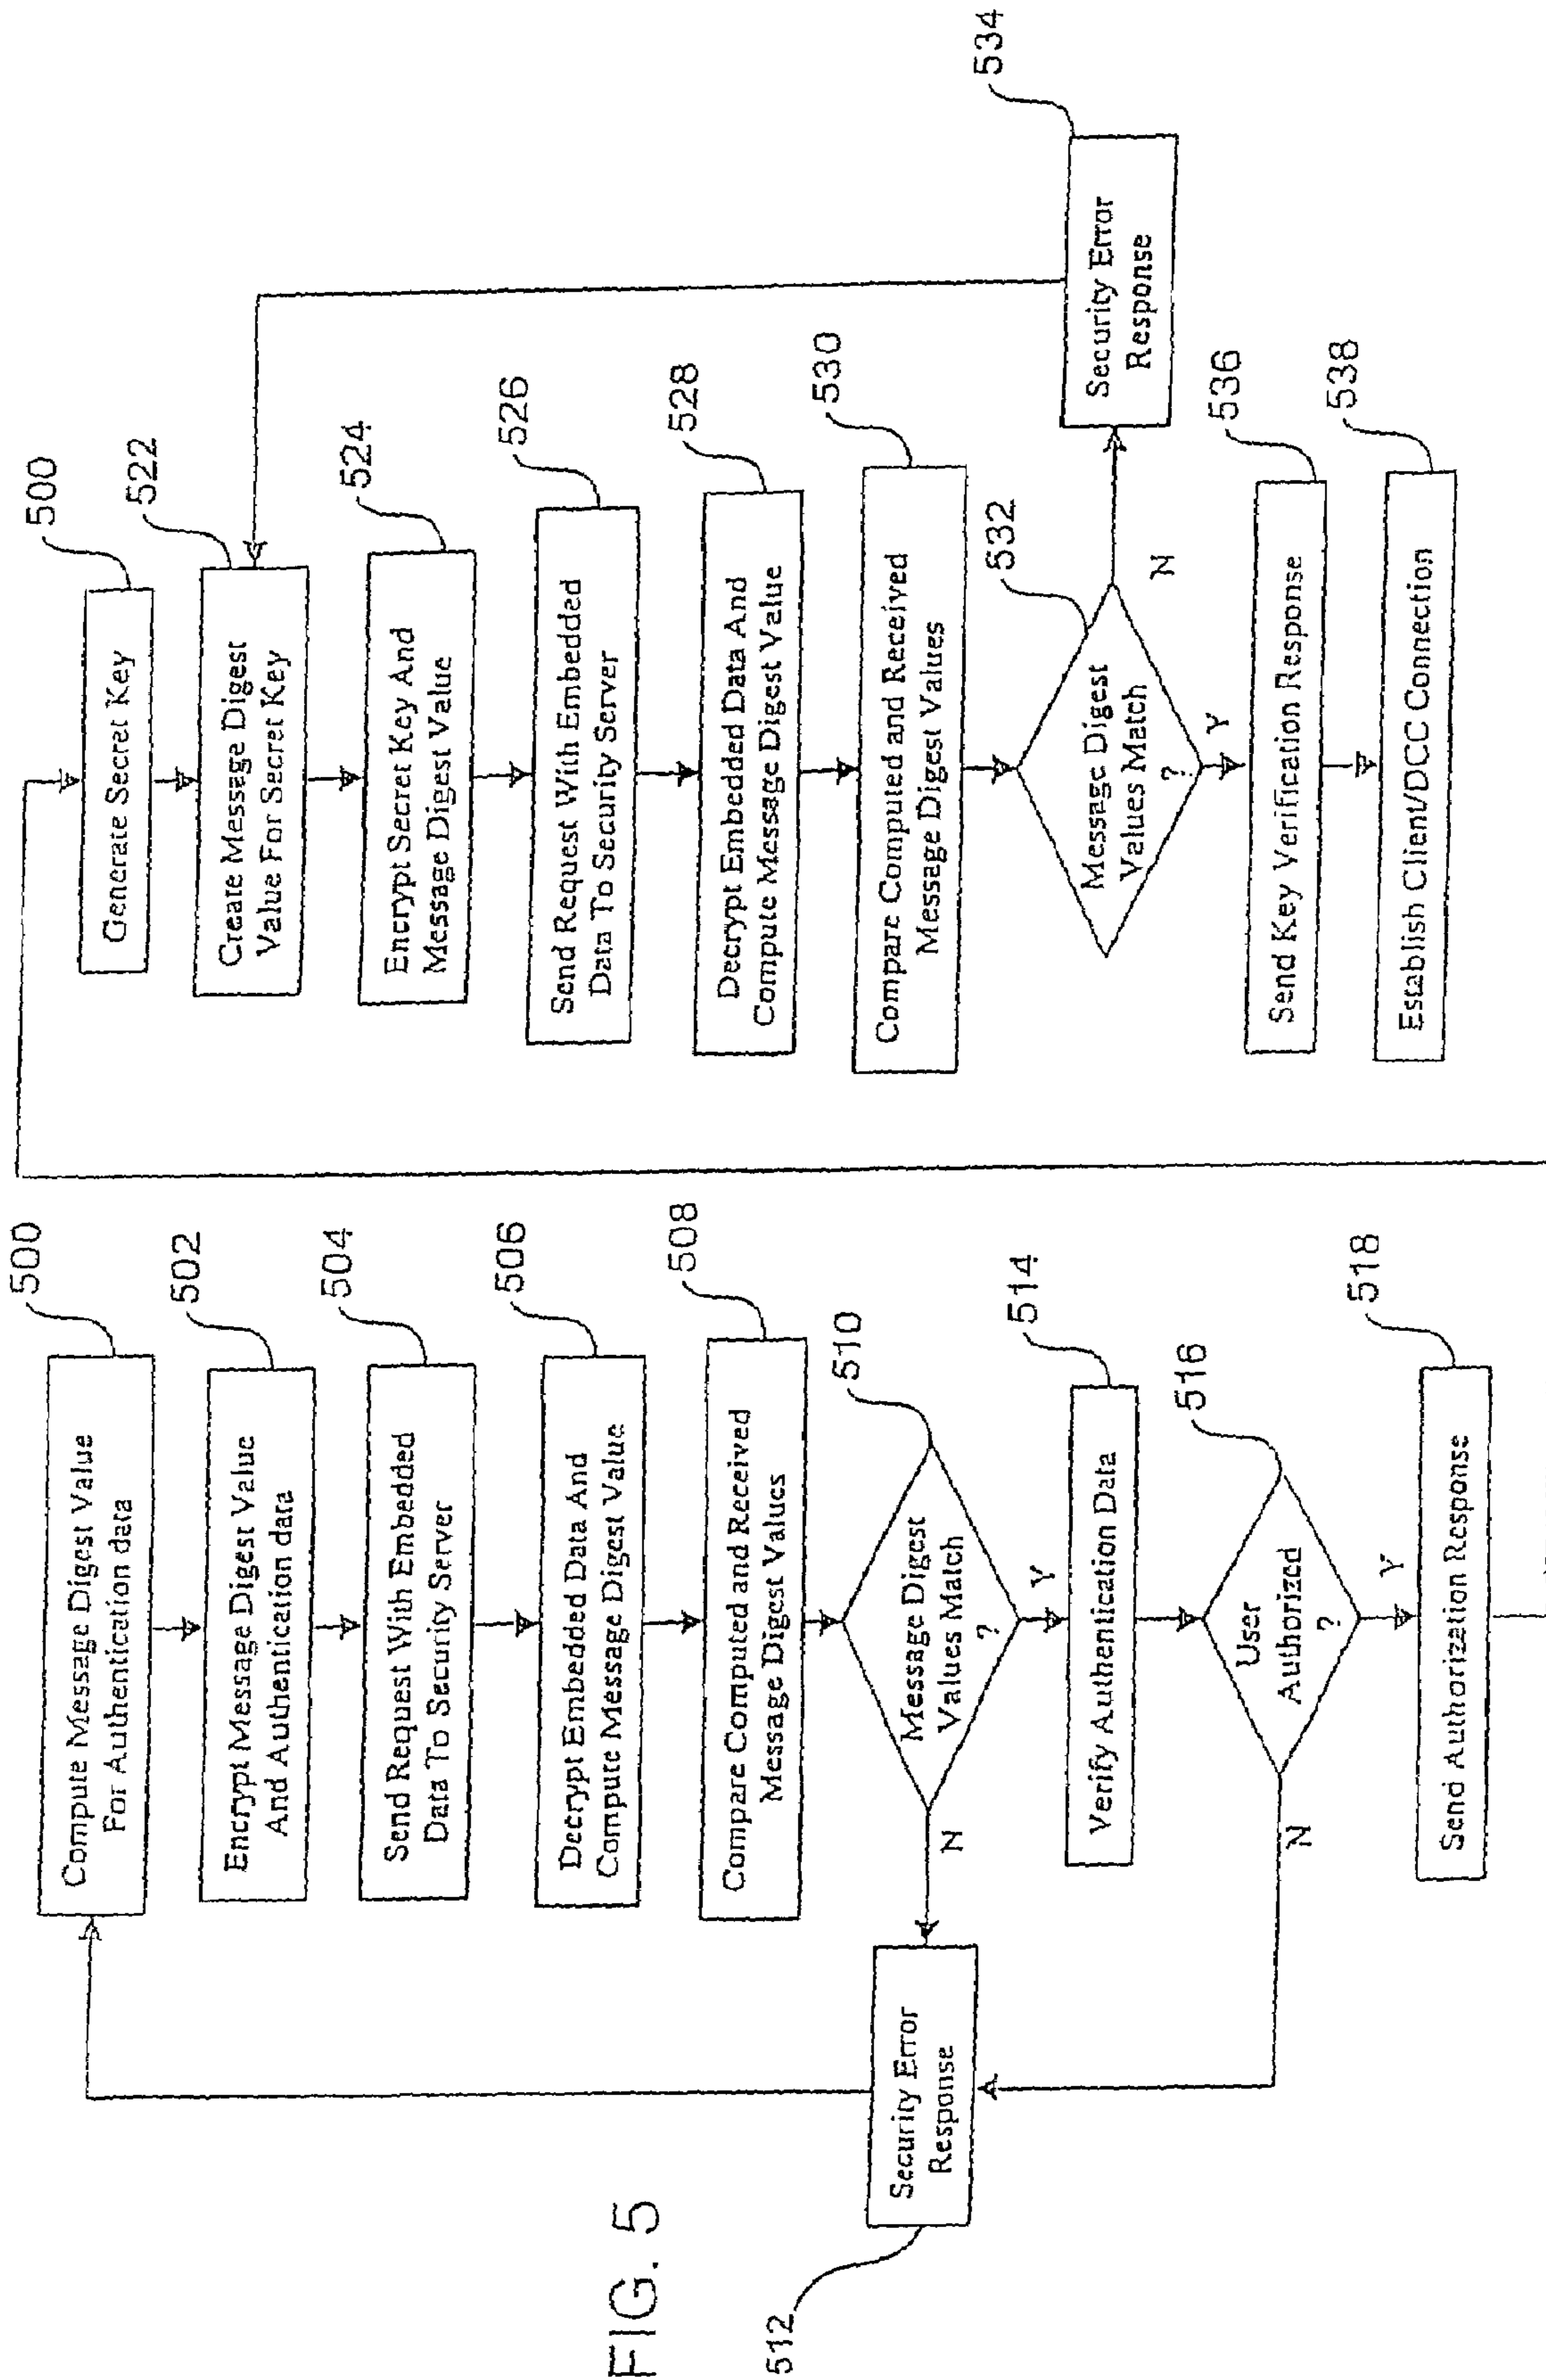 FIG. 5
500
Compute Message Digest Value
For Authentication data
502
Encrypt Message Digest Value
And Authentication data
504
Send Request With Embedded
Data To Security Server
506
Decrypt Embedded Data And
Compute Message Digest Value
508
Compare Computed and Received
Message Digest Values
510
Message Digest
Values Match
?
N
Y
512
Security Error
Response
514
Verify Authentication Data
516
User
Authorized
?
N
Y
518
Send Authorization Response
500
Generate Secret Key
522
Create Message Digest
Value For Secret Key
524
Encrypt Secret Key And
Message Digest Value
526
Send Request With Embedded
Data To Security Server
528
Decrypt Embedded Data And
Compute Message Digest Value
530
Compare Computed and Received
Message Digest Values
532
Message Digest
Values Match
?
N
Y
534
Security Error
Response
536
Send Key Verification Response
538
Establish Client/DCC Connection